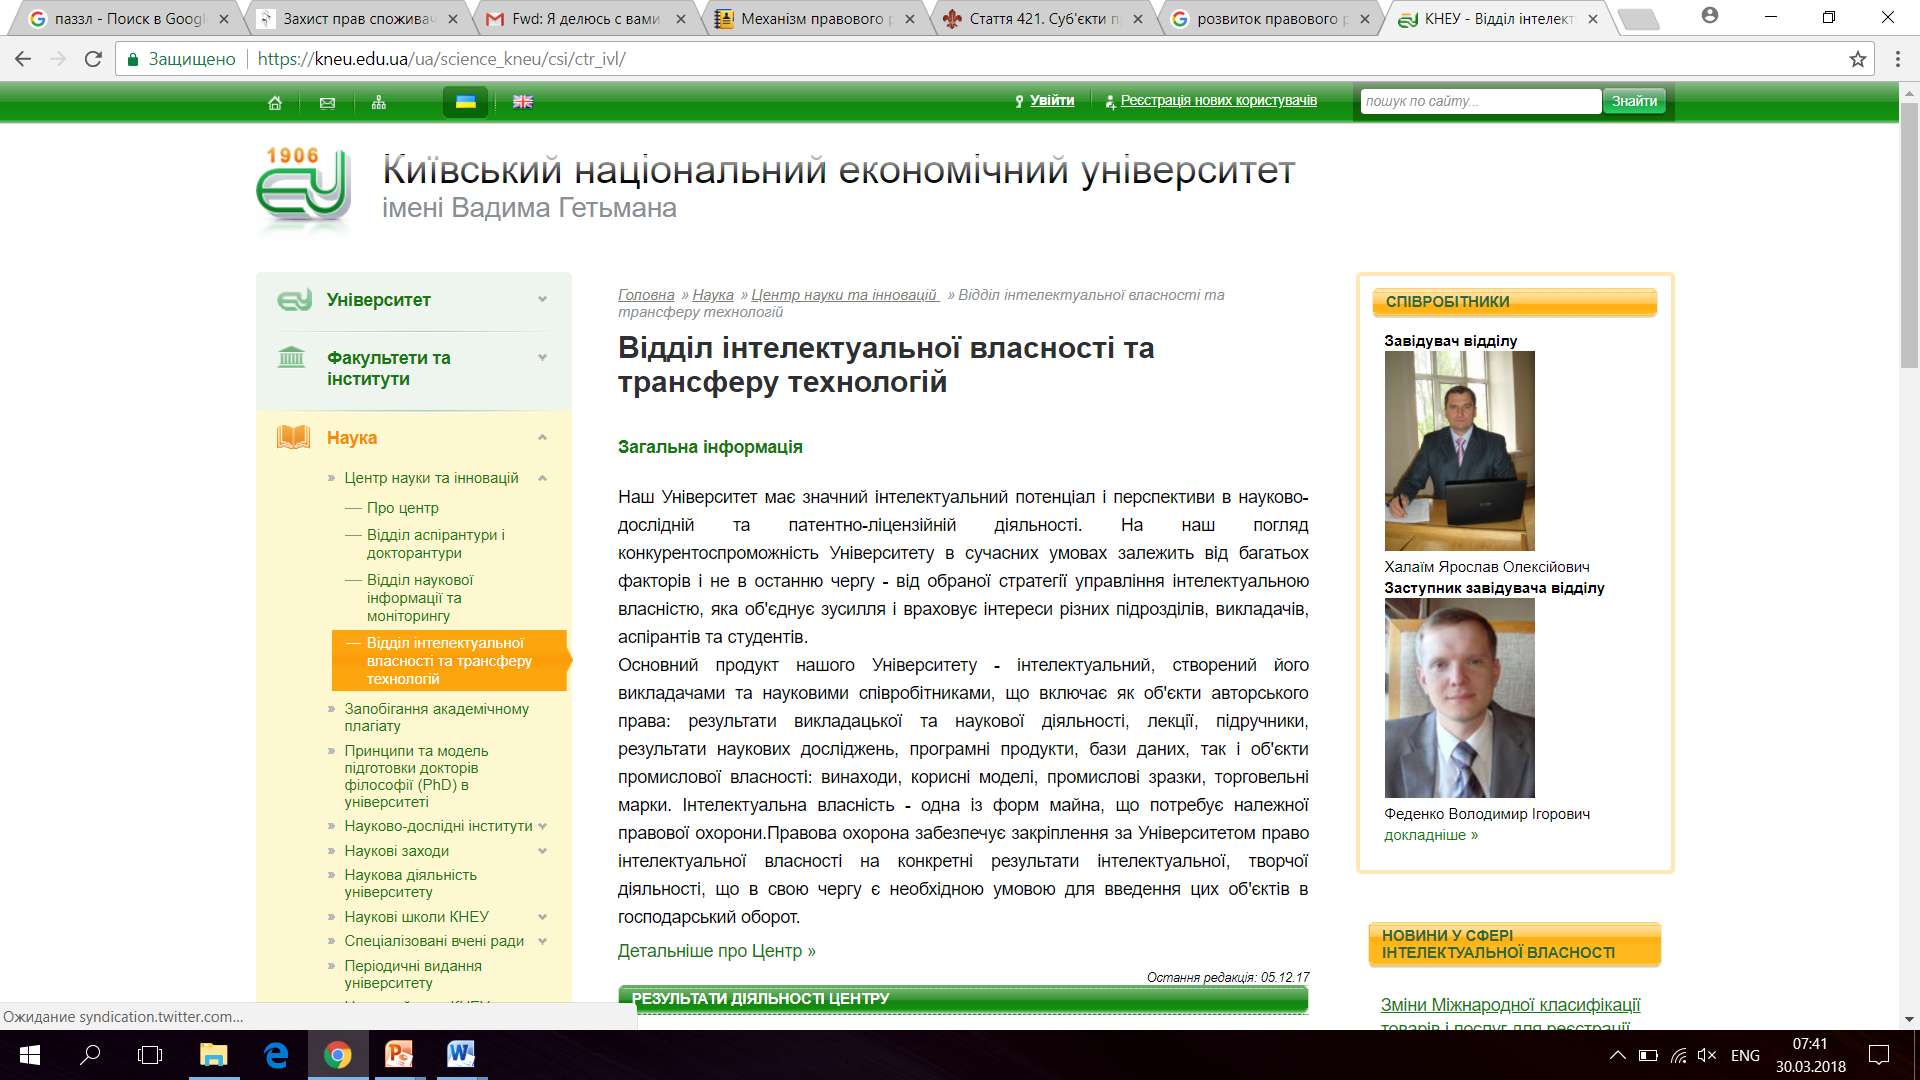 паззл - Поиск в Google
Захист прав споживач
Fwd: Я делюсь с вами
Механізм правового р
Стаття 421. Суб'єкти п
розвиток правового р
КНЕУ - Відділ інтелект
Защищено
https://kneu.edu.ua/ua/science_kneu/csi/ctr_ivl/
Увійти
Реєстрація нових користувачів
пошук по сайту...
Знайти
1906
Київський національний економічний університет
імені Вадима Гетьмана
Університет
Факультети та
інститути
Наука
» Центр науки та інновацій
— Про центр
— Відділ аспірантури і
докторантури
— Відділ наукової
інформації та
моніторингу
— Відділ інтелектуальної
власності та трансферу
технологій
» Запобігання академічному
плагіату
» Принципи та модель
підготовки докторів
філософії (PhD) в
університеті
» Науково-дослідні інститути
» Наукові заходи
» Наукова діяльність
університету
» Наукові школи КНЕУ
» Спеціалізовані вчені ради
» Періодичні видання
університету
Головна » Наука » Центр науки та інновацій » Відділ інтелектуальної власності та
трансферу технологій
Відділ інтелектуальної власності та
трансферу технологій
Загальна інформація
Наш Університет має значний інтелектуальний потенціал і перспективи в науково-
дослідній та патентно-ліцензійній діяльності. На наш погляд
конкурентоспроможність Університету в сучасних умовах залежить від багатьох
факторів і не в останню чергу - від обраної стратегії управління інтелектуальною
власністю, яка об'єднує зусилля і враховує інтереси різних підрозділів, викладачів,
аспірантів та студентів.
Основний продукт нашого Університету - інтелектуальний, створений його
викладачами та науковими співробітниками, що включає як об'єкти авторського
права: результати викладацької та наукової діяльності, лекції, підручники,
результати наукових досліджень, програмні продукти, бази даних, так і об'єкти
промислової власності: винаходи, корисні моделі, промислові зразки, торговельні
марки. Інтелектуальна власність - одна із форм майна, що потребує належної
правової охорони.Правова охорона забезпечує закріплення за Університетом право
інтелектуальної власності на конкретні результати інтелектуальної, творчої
діяльності, що в свою чергу є необхідною умовою для введення цих об'єктів в
господарський оборот.
Детальніше про Центр »
Остання редакція: 05.12.17
РЕЗУЛЬТАТИ ДІЯЛЬНОСТІ ЦЕНТРУ
СПІВРОБІТНИКИ
Завідувач відділу
Халаїм Ярослав Олексійович
Заступник завідувача відділу
Феденко Володимир Ігорович
докладніше »
НОВИНИ У СФЕРІ
ІНТЕЛЕКТУАЛЬНОЇ ВЛАСНОСТІ
Зміни Міжнародної класифікації
товарів і послуг для реєстрації
Ожидание syndication.twitter.com...
ENG
07:41
30.03.2018